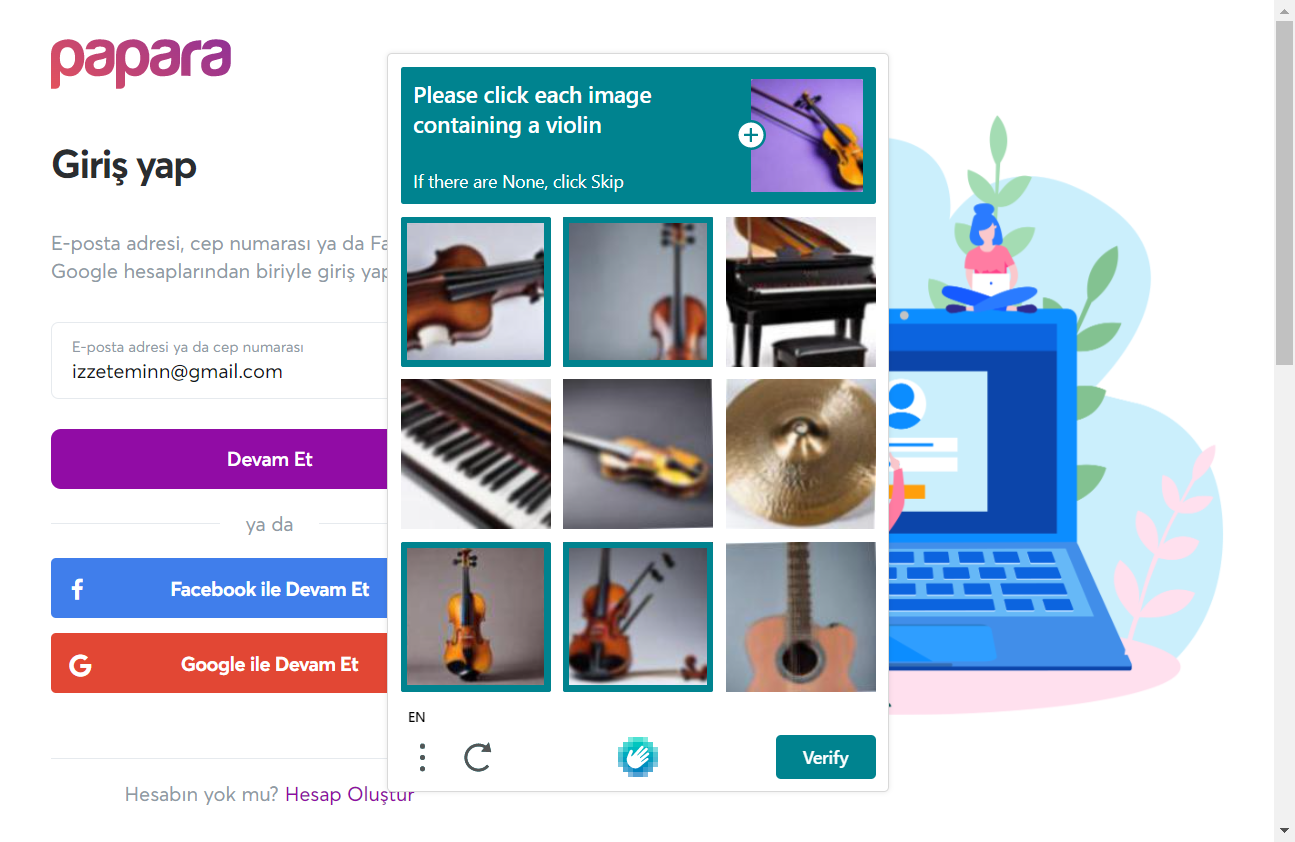 papara
Giriş yap
E-posta adresi, cep numarası ya da Fa
Google hesaplarından biriyle giriş yap
E-posta adresi ya da cep numarası
izzeteminn@gmail.com
Devam Et
ya da
Facebook ile Devam Et
Google ile Devam Et
Hesabın yok mu? Hesap Oluştur
Please click each image
containing a violin
If there are None, click Skip
EN
Verify